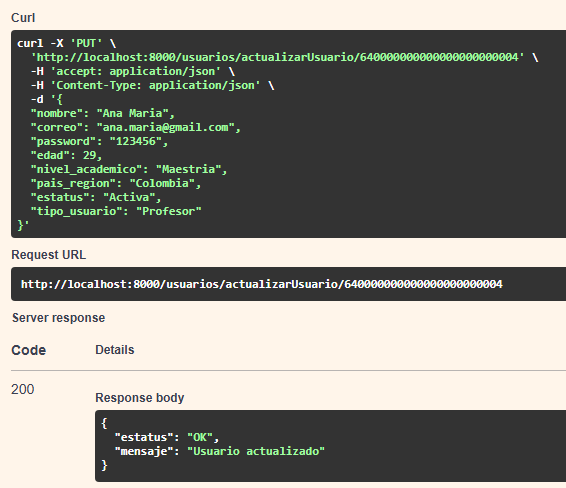 Curl
curl -X 'PUT' \
  'http://localhost:8000/usuarios/actualizarUsuario/640000000000000000000004' \
  -H 'accept: application/json' \
  -H 'Content-Type: application/json' \
  -d '{
  "nombre": "Ana Maria",
  "correo": "ana.maria@gmail.com",
  "password": "123456",
  "edad": 29,
  "nivel_academico": "Maestria",
  "pais_region": "Colombia",
  "estatus": "Activa",
  "tipo_usuario": "Profesor"
}'
Request URL
http://localhost:8000/usuarios/actualizarUsuario/640000000000000000000004
Server response
Code Details
200
Response body
{
  "estatus": "OK",
  "mensaje": "Usuario actualizado"
}